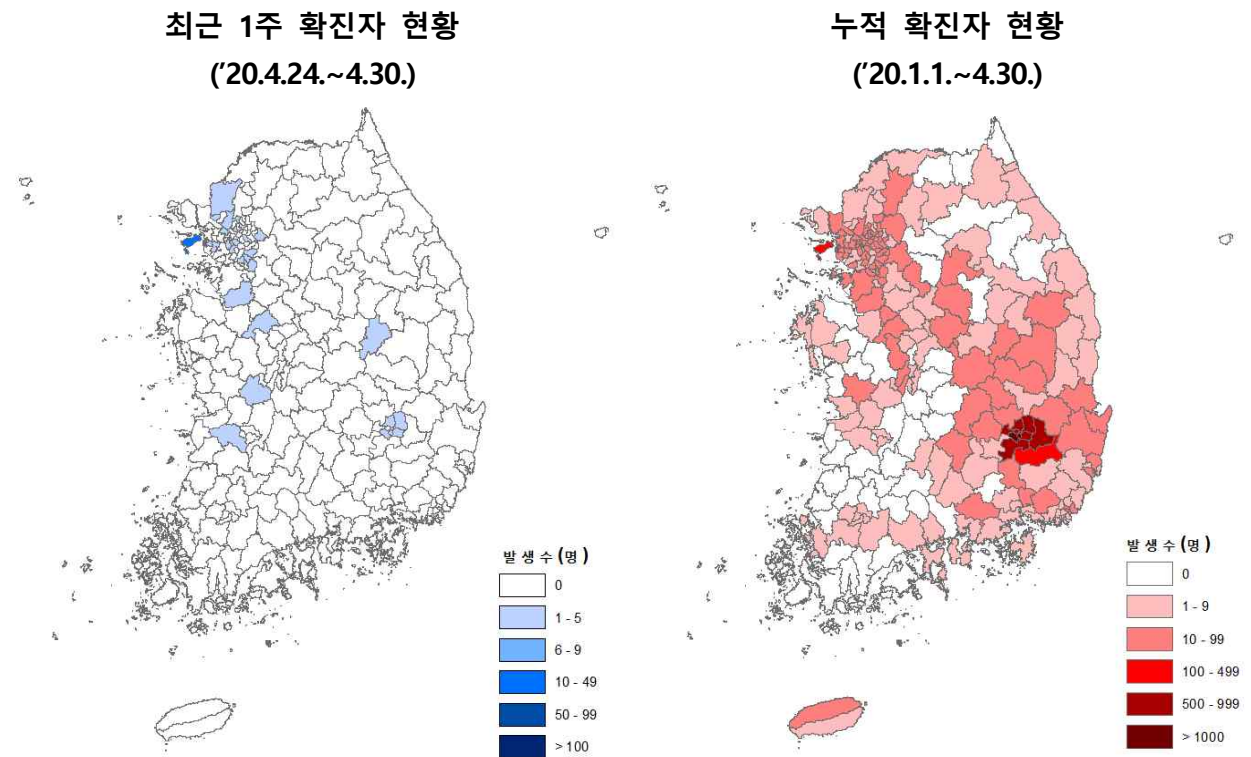 최근 1주 확진자 현황
('20.4.24.~4.30.)
발 생 수 (명)
0
1 - 5
6 - 9
10 - 49
50 - 99
> 100
누적 확진자 현황
('20.1.1.~4.30.)
발 생 수 (명)
0
1 - 9
10 - 99
100 - 499
500 - 999
> 1000